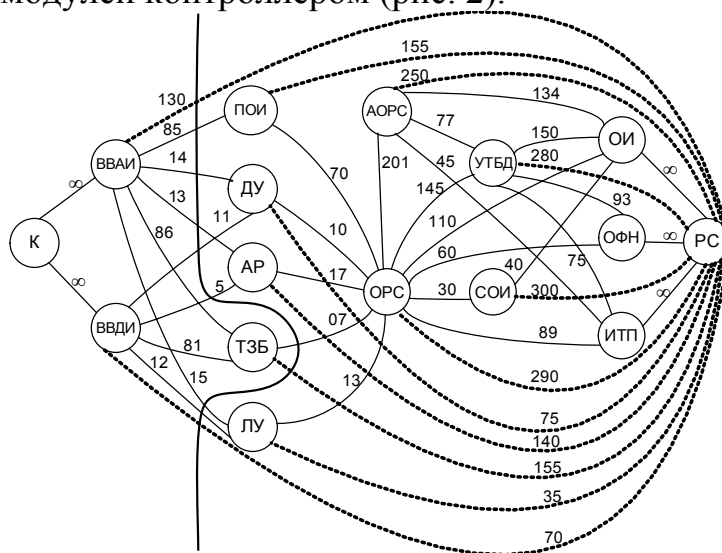 модулей контроллером (рис. 2).
155
130
250
134
ПОИ
АОРС
85
77
150
ОИ
ВВАИ
14
70
45
УТБД
280
∞
201
145
∞
13
ДУ
93
11
110
86
10
ОФН
∞
РС
К
АР
60
75
17
ОРС
40
∞
5
30
СОИ
300
∞
ВВДИ
07
ИТП
81
ТЗБ
89
12
15
13
290
ЛУ
75
140
155
35
70